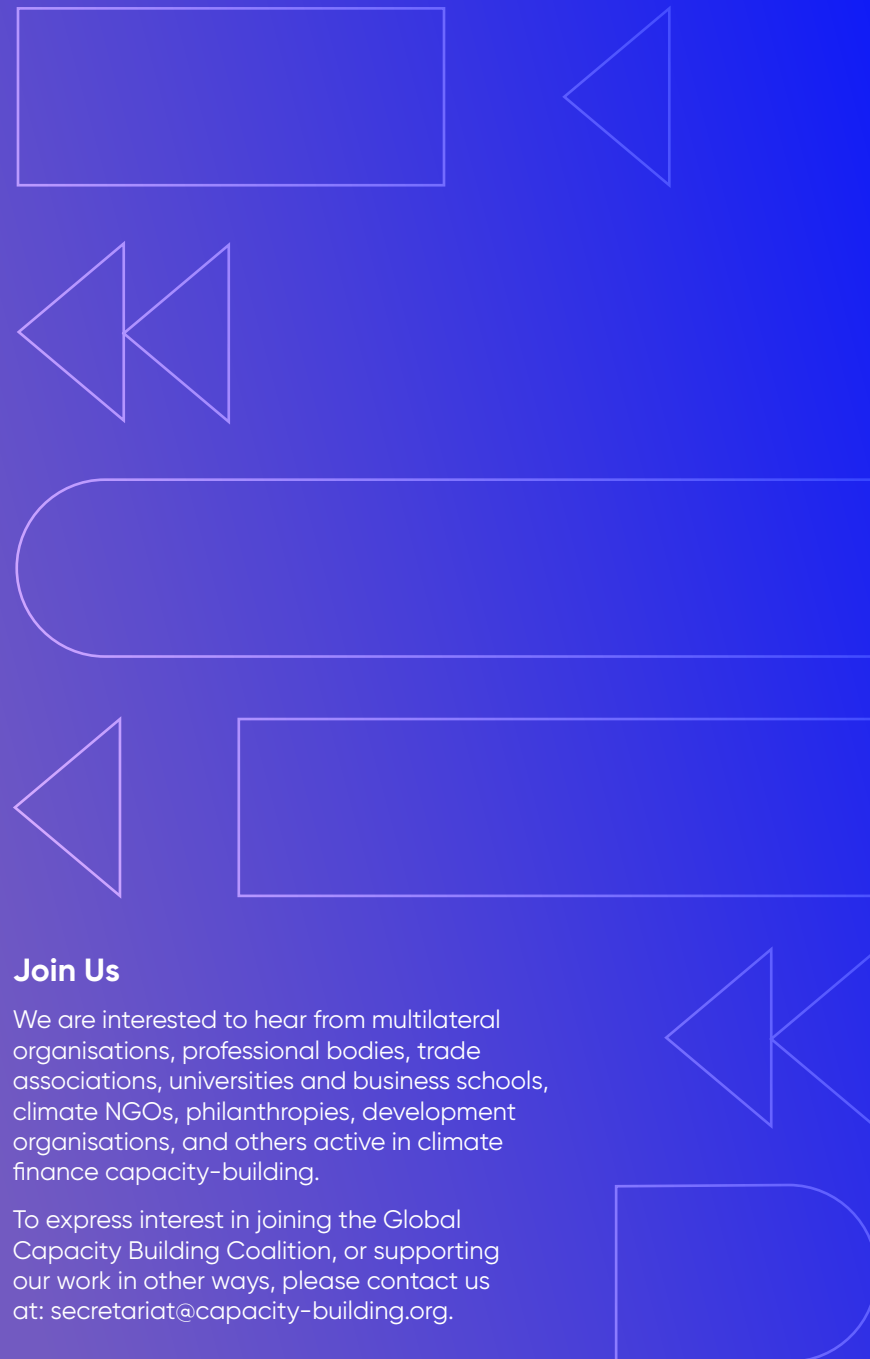 Join Us
We are interested to hear from multilateral
organisations, professional bodies, trade
associations, universities and business schools,
climate NGOs, philanthropies, development
organisations, and others active in climate
finance capacity-building.
To express interest in joining the Global
Capacity Building Coalition, or supporting
our work in other ways, please contact us
at: secretariat@capacity-building.org.